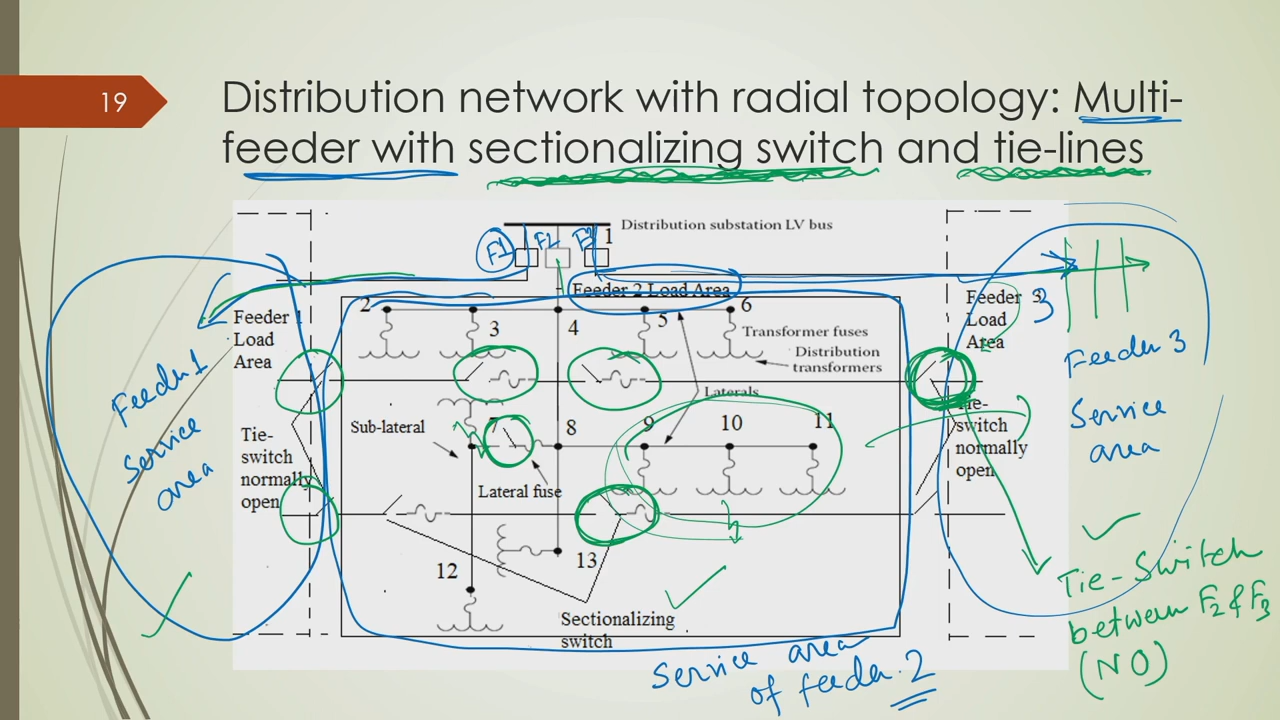 19
Distribution network with radial topology: Multi-
feeder with sectionalizing switch and tie-lines
Distribution substation LV bus
F1
F2
F3
1
Feeder 2 Load Area
2
3
4
5
6
Transformer fuses
Distribution
transformers
Laterals
Feeder 1
Load
Area
Feeder 3
Load
Area
3
Feeder 1
Service
area
Feeder 3
Service
area
Tie-
switch
normally
open
Tie-
switch
normally
open
Sub-lateral
7
8
9
10
11
Lateral fuse
12
13
Sectionalizing
switch
Service area
of feeder 2
Tie-Switch
between F2 & F3
(NO)